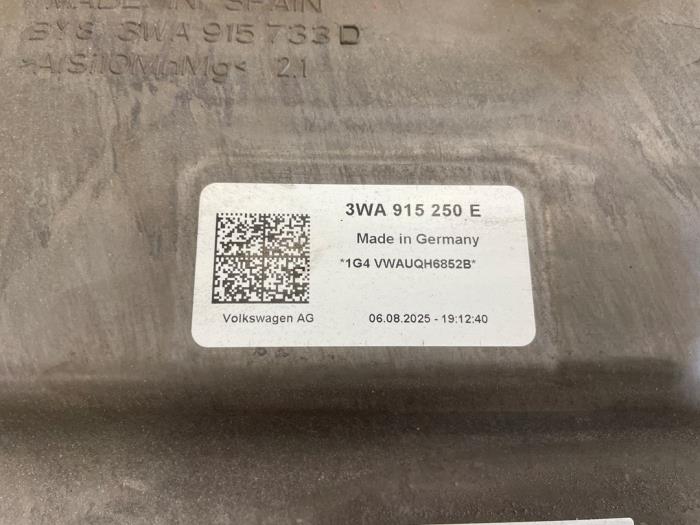 MADE IN SPAIN
3Y8 3WA 915 733 D
>AlSi10MnMg< 2.1
3WA 915 250 E
Made in Germany
*1G4 VWAUQH6852B*
Volkswagen AG
06.08.2025 - 19:12:40